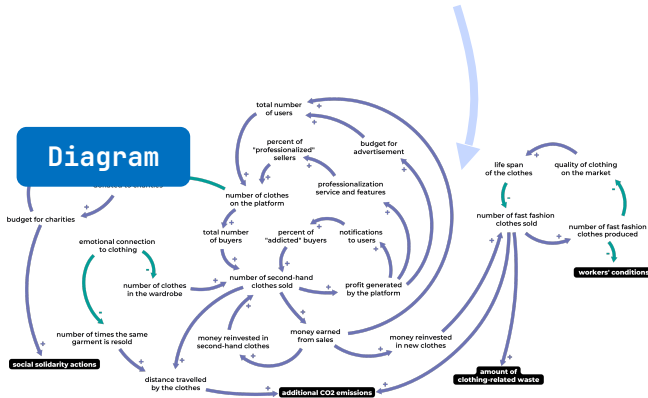 total number
of users
percent of
"professionalized"
sellers
budget for
advertisement
life span
of the clothes
quality of clothing
on the market
Diagram
professionalization
service and features
number of clothes
on the platform
budget for charities
number of fast fashion
clothes sold
number of fast fashion
clothes produced
emotional connection
to clothing
total number
of buyers
percent of
"addicted" buyers
notifications
to users
workers' conditions
number of clothes
in the wardrobe
number of second-hand
clothes sold
profit generated
by the platform
number of times the same
garment is resold
money reinvested in
second-hand clothes
money earned
from sales
money reinvested
in new clothes
social solidarity actions
distance travelled
by the clothes
additional CO2 emissions
amount of
clothing-related waste